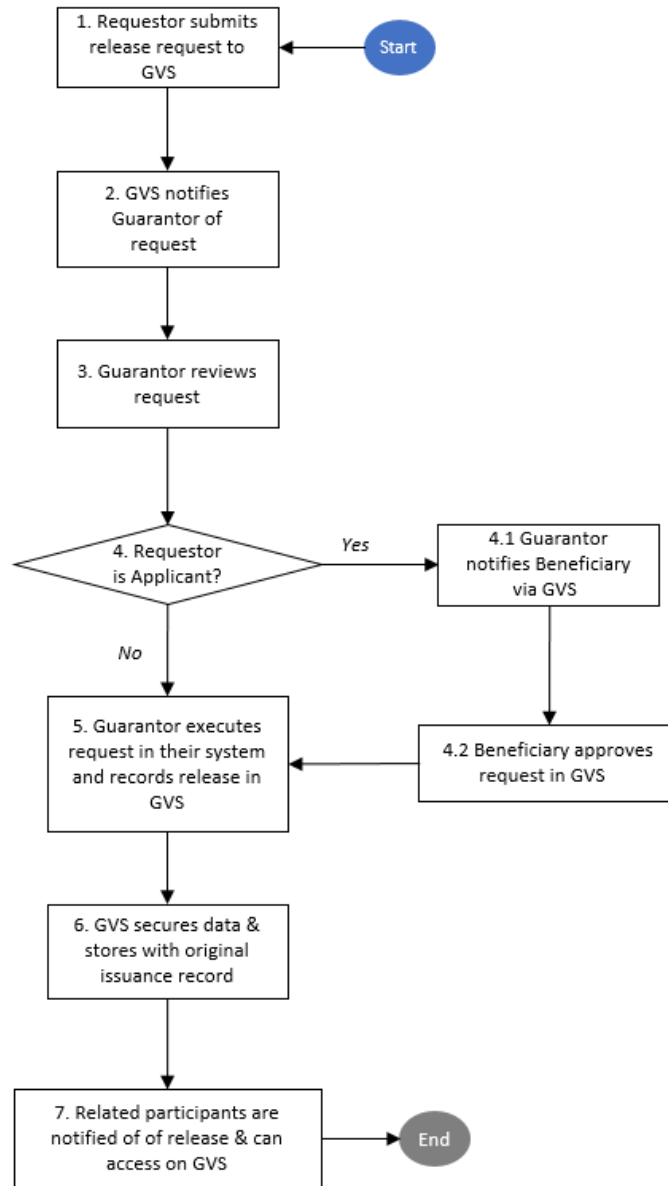 1. Requestor submits
release request to
GVS
Start
2. GVS notifies
Guarantor of
request
3. Guarantor reviews
request
4. Requestor
is Applicant?
Yes
4.1 Guarantor
notifies Beneficiary
via GVS
No
4.2 Beneficiary approves
request in GVS
5. Guarantor executes
request in their system
and records release in
GVS
6. GVS secures data &
stores with original
issuance record
7. Related participants are
notified of of release & can
access on GVS
End